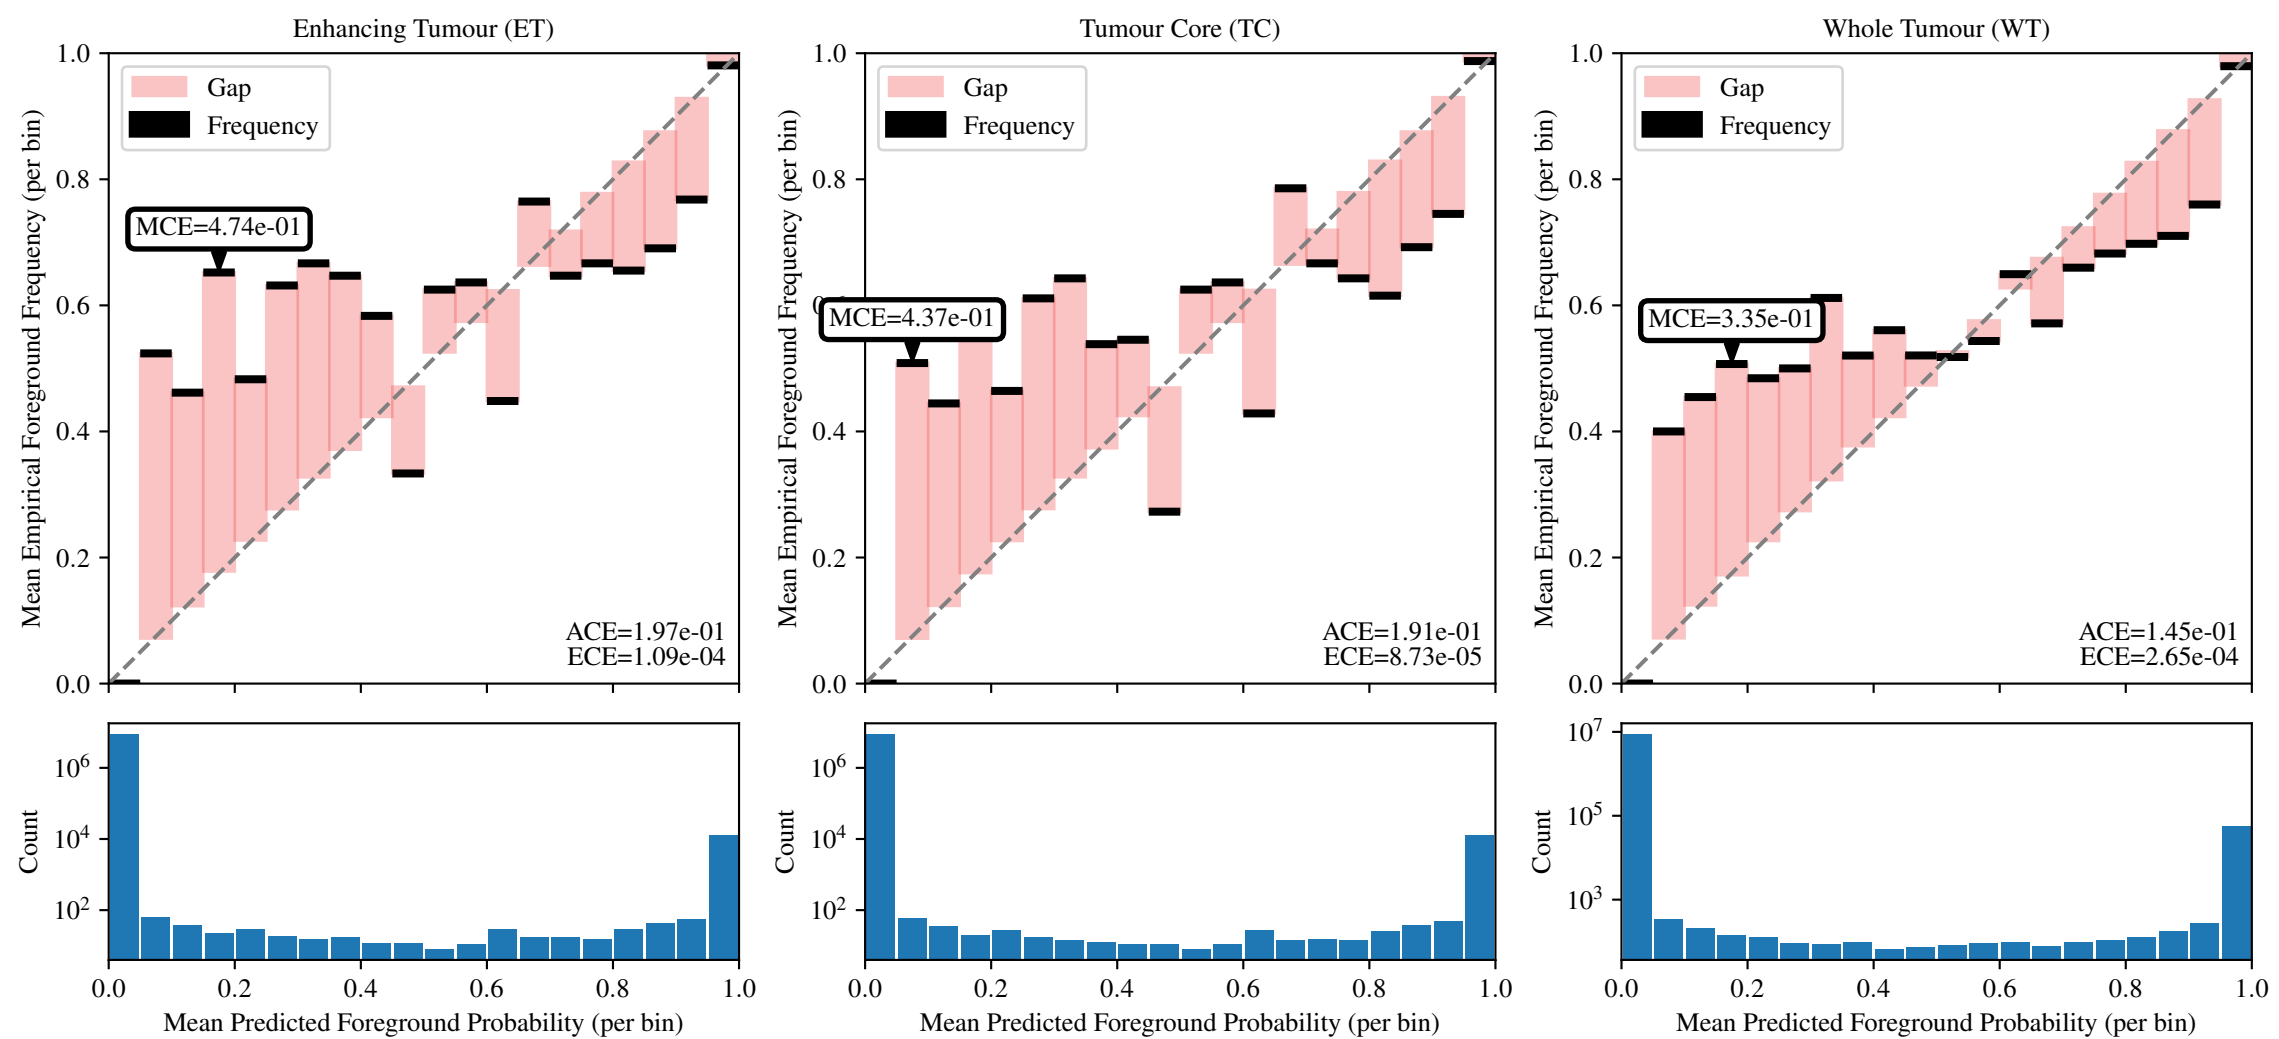 Enhancing Tumour (ET)
Mean Empirical Foreground Frequency (per bin)
1.0
0.8
0.6
0.4
0.2
0.0
Gap
Frequency
MCE=4.74e-01
ACE=1.97e-01
ECE=1.09e-04
Count
10^6
10^4
10^2
0.0 0.2 0.4 0.6 0.8 1.0
Mean Predicted Foreground Probability (per bin)
Tumour Core (TC)
Mean Empirical Foreground Frequency (per bin)
1.0
0.8
0.6
0.4
0.2
0.0
Gap
Frequency
MCE=4.37e-01
ACE=1.91e-01
ECE=8.73e-05
Count
10^6
10^4
10^2
0.0 0.2 0.4 0.6 0.8 1.0
Mean Predicted Foreground Probability (per bin)
Whole Tumour (WT)
Mean Empirical Foreground Frequency (per bin)
1.0
0.8
0.6
0.4
0.2
0.0
Gap
Frequency
MCE=3.35e-01
ACE=1.45e-01
ECE=2.65e-04
Count
10^7
10^5
10^3
0.0 0.2 0.4 0.6 0.8 1.0
Mean Predicted Foreground Probability (per bin)